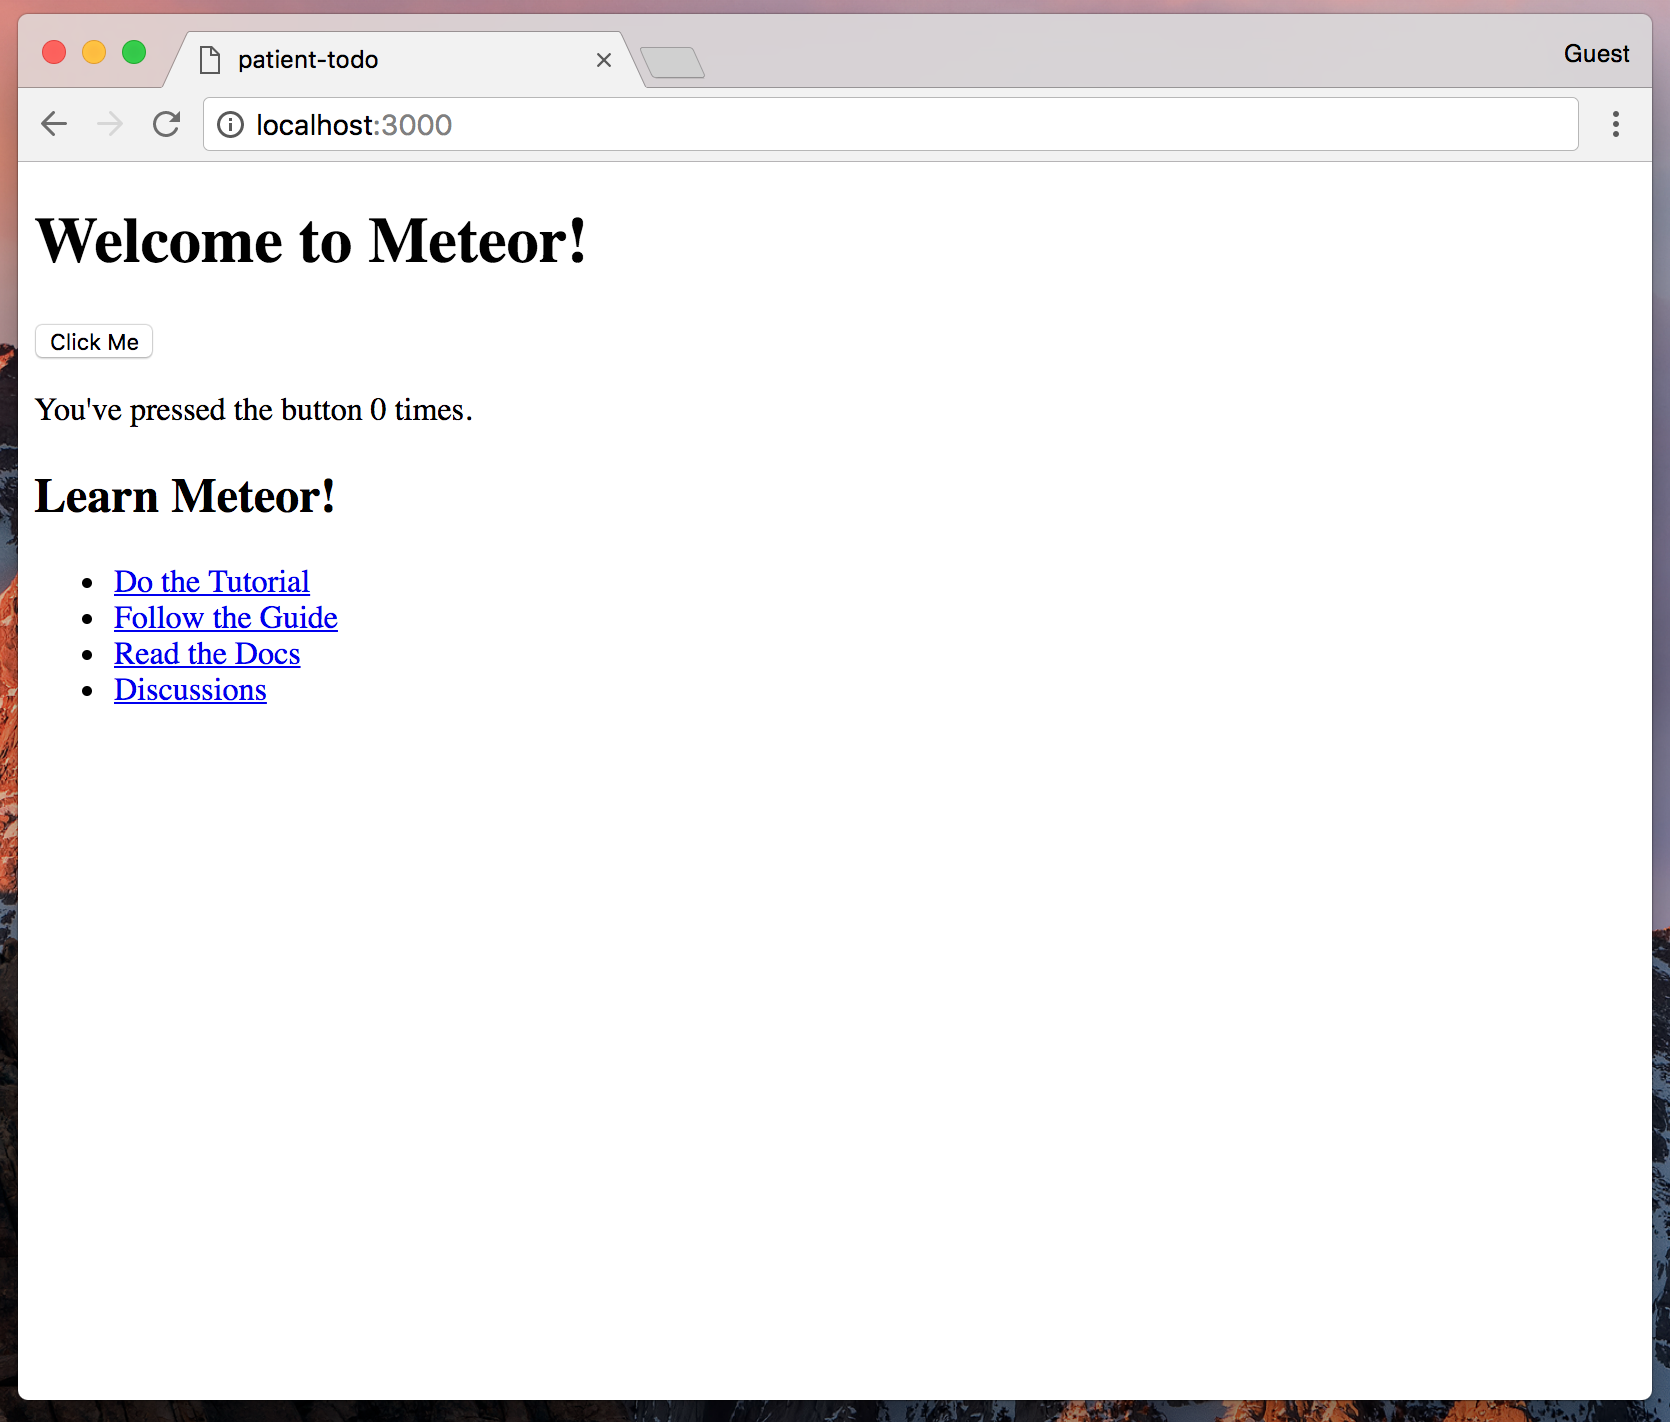 patient-todo
Guest
localhost:3000
Welcome to Meteor!
Click Me
You've pressed the button 0 times.
Learn Meteor!
Do the Tutorial
Follow the Guide
Read the Docs
Discussions